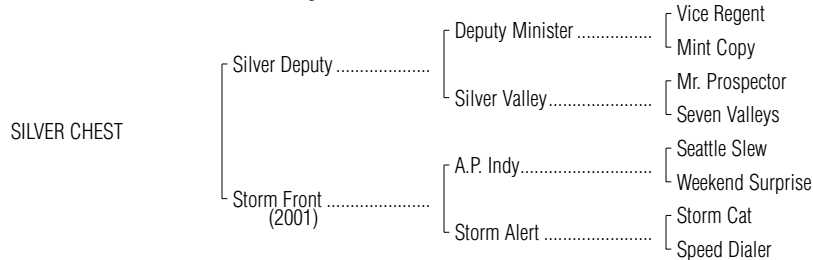 Vice Regent
Deputy Minister ................
Mint Copy
Silver Deputy ....................
Mr. Prospector
Silver Valley......................
Seven Valleys
SILVER CHEST
Seattle Slew
A.P. Indy............................
Weekend Surprise
Storm Front ......................
(2001)
Storm Cat
Storm Alert .......................
Speed Dialer